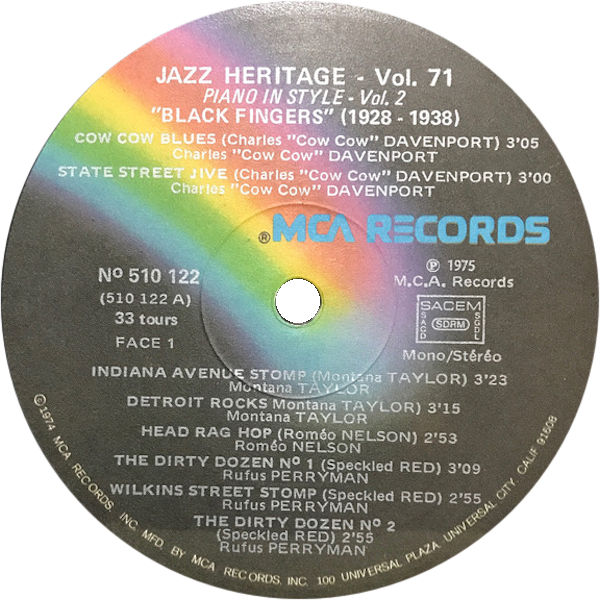 JAZZ HERITAGE - Vol. 71
PIANO IN STYLE - Vol. 2
"BLACK FINGERS" (1928 - 1938)
COW COW BLUES (Charles "Cow Cow" DAVENPORT) 3'05
Charles "Cow Cow" DAVENPORT
STATE STREET JIVE (Charles "Cow Cow" DAVENPORT) 3'00
Charles "Cow Cow" DAVENPORT
®MCA RECORDS
Nº 510 122
(510 122 A)
33 tours
FACE 1
℗ 1975
M.C.A. Records
SACEM
SACD
SDRM
SGDL
Mono/Stéréo
INDIANA AVENUE STOMP (Montana TAYLOR) 3'23
Montana TAYLOR
DETROIT ROCKS Montana TAYLOR) 3'15
Montana TAYLOR
HEAD RAG HOP (Roméo NELSON) 2'53
Roméo NELSON
THE DIRTY DOZEN Nº 1 (Speckled RED) 3'09
Rufus PERRYMAN
WILKINS STREET STOMP (Speckled RED) 2'55
Rufus PERRYMAN
THE DIRTY DOZEN Nº 2
(Speckled RED) 2'55
Rufus PERRYMAN
©1974 MCA RECORDS, INC. MFD. BY MCA RECORDS, INC. 100 UNIVERSAL PLAZA, UNIVERSAL CITY, CALIF. 91608